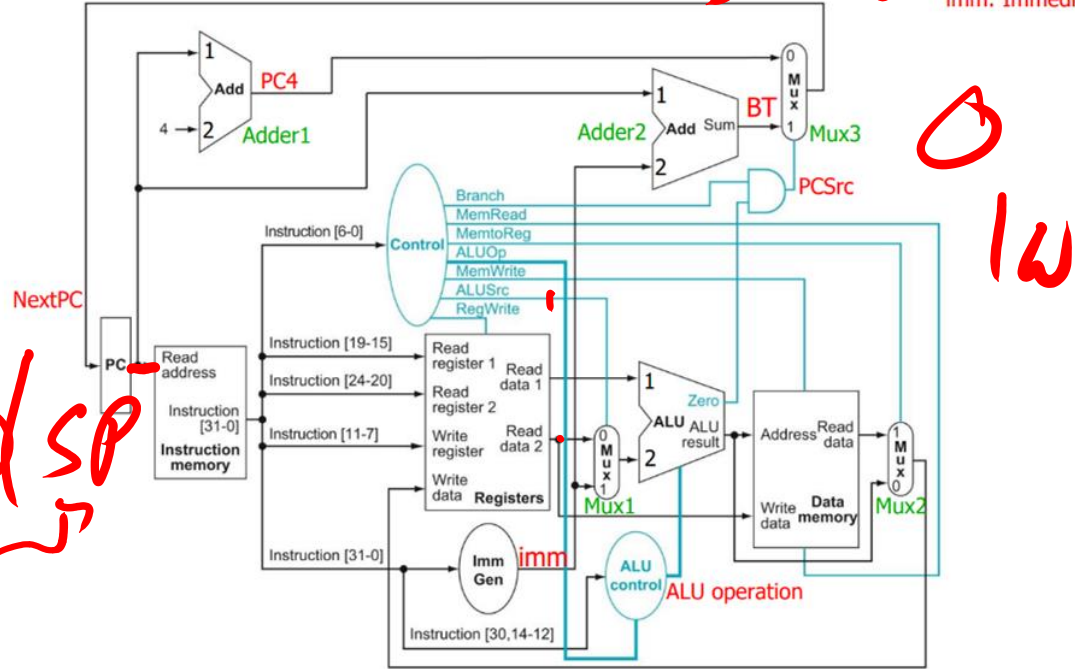 imm: Immedi
1
Add
2
4
PC4
Adder1
1
Add
Sum
2
Adder2
BT
0
Mux
1
Mux3
PCSrc
lw
Branch
MemRead
MemtoReg
ALUOp
MemWrite
ALUSrc
RegWrite
Control
Instruction [6-0]
NextPC
PC
Read
address
Instruction
[31-0]
Instruction
memory
sp
Instruction [19-15]
Instruction [24-20]
Instruction [11-7]
Read
register 1
Read
data 1
Read
register 2
Write
register
Read
data 2
Write
data
Registers
0
Mux
1
Mux1
1
Zero
ALU
ALU
result
2
Address
Read
data
Write
data
Data
memory
1
Mux
0
Mux2
Instruction [31-0]
Imm
Gen
imm
ALU
control
ALU operation
Instruction [30,14-12]